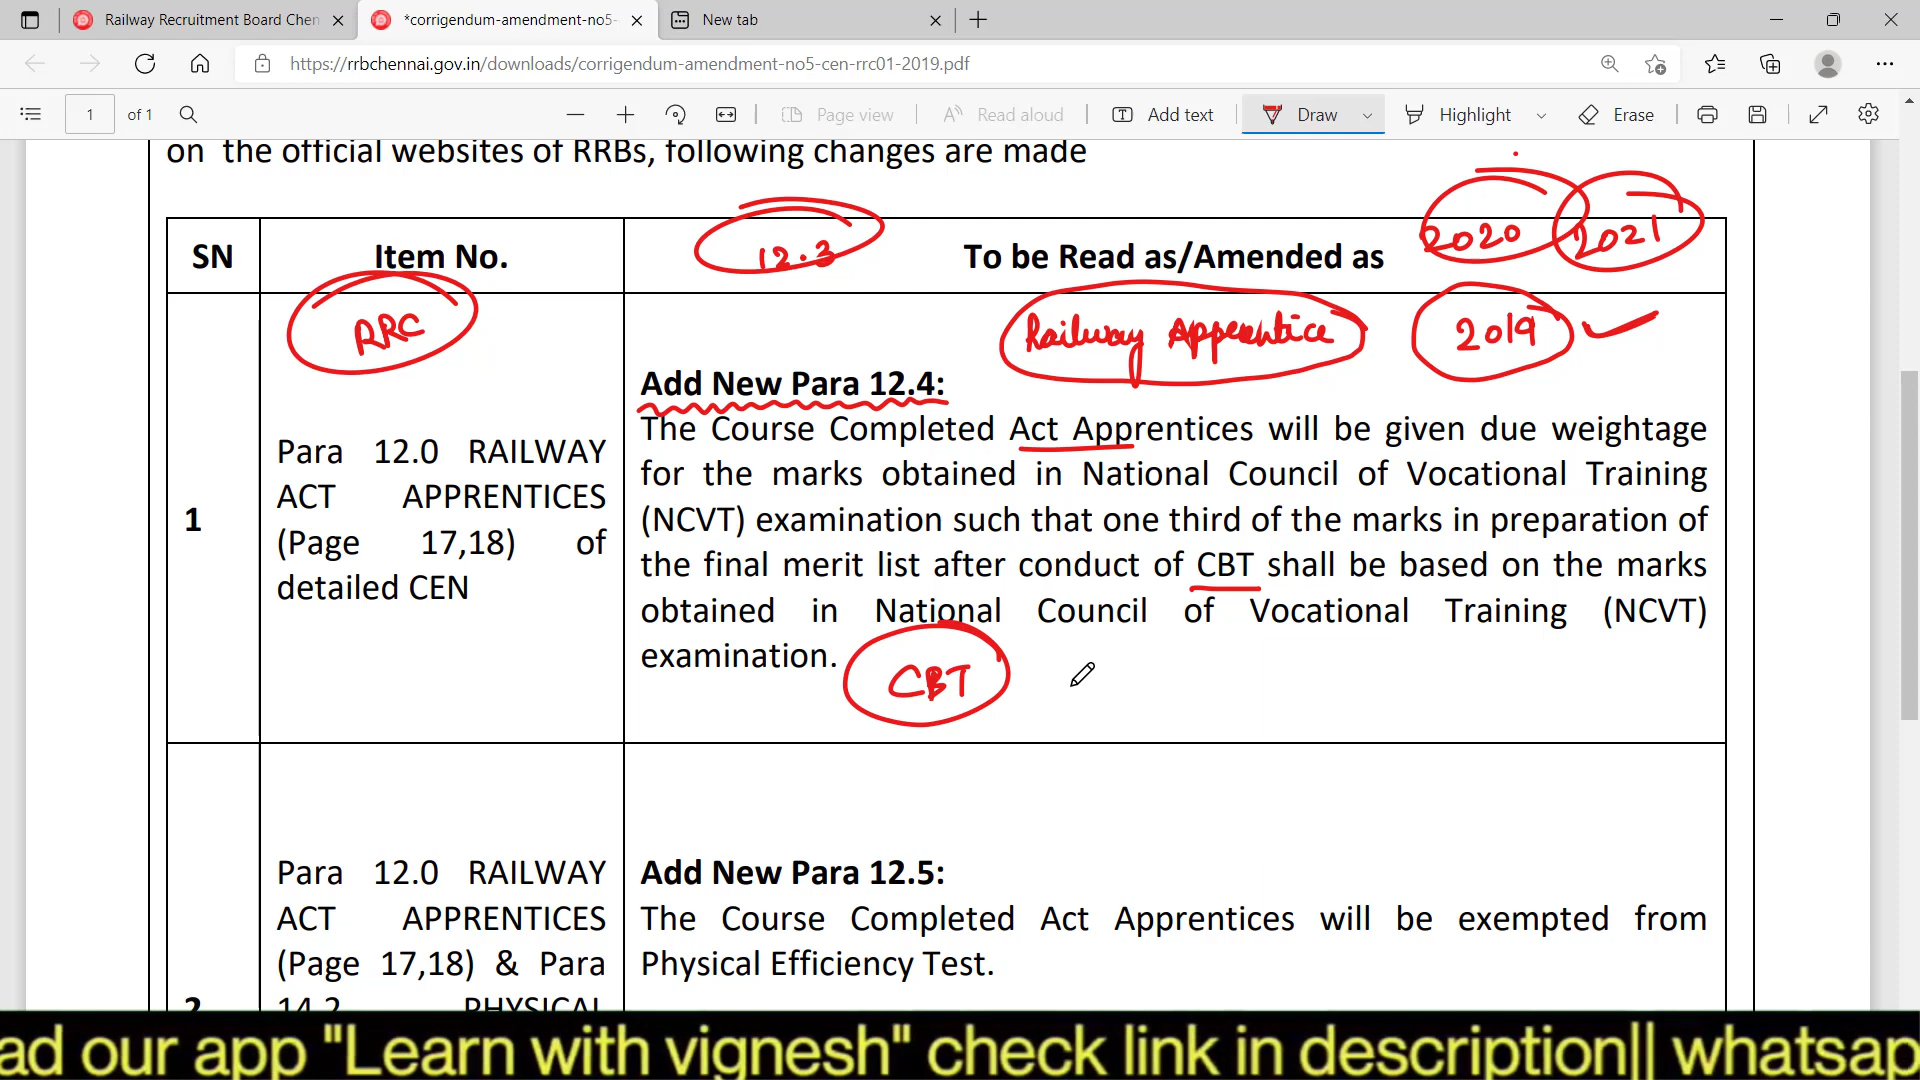 Railway Recruitment Board Chen
*corrigendum-amendment-no5-
New tab
https://rrbchennai.gov.in/downloads/corrigendum-amendment-no5-cen-rrc01-2019.pdf
1 of 1
Page view
Read aloud
Add text
Draw
Highlight
Erase
on the official websites of RRBs, following changes are made
2020 2021
SN Item No. 12.3 To be Read as/Amended as
RRC
Railway Apprentice 2019
1
Para 12.0 RAILWAY
ACT APPRENTICES
(Page 17,18) of
detailed CEN
Add New Para 12.4:
The Course Completed Act Apprentices will be given due weightage
for the marks obtained in National Council of Vocational Training
(NCVT) examination such that one third of the marks in preparation of
the final merit list after conduct of CBT shall be based on the marks
obtained in National Council of Vocational Training (NCVT)
examination.
CBT
2
Para 12.0 RAILWAY
ACT APPRENTICES
(Page 17,18) & Para
14.2 PHYSICAL
Add New Para 12.5:
The Course Completed Act Apprentices will be exempted from
Physical Efficiency Test.
ad our app "Learn with vignesh" check link in description|| whatsap